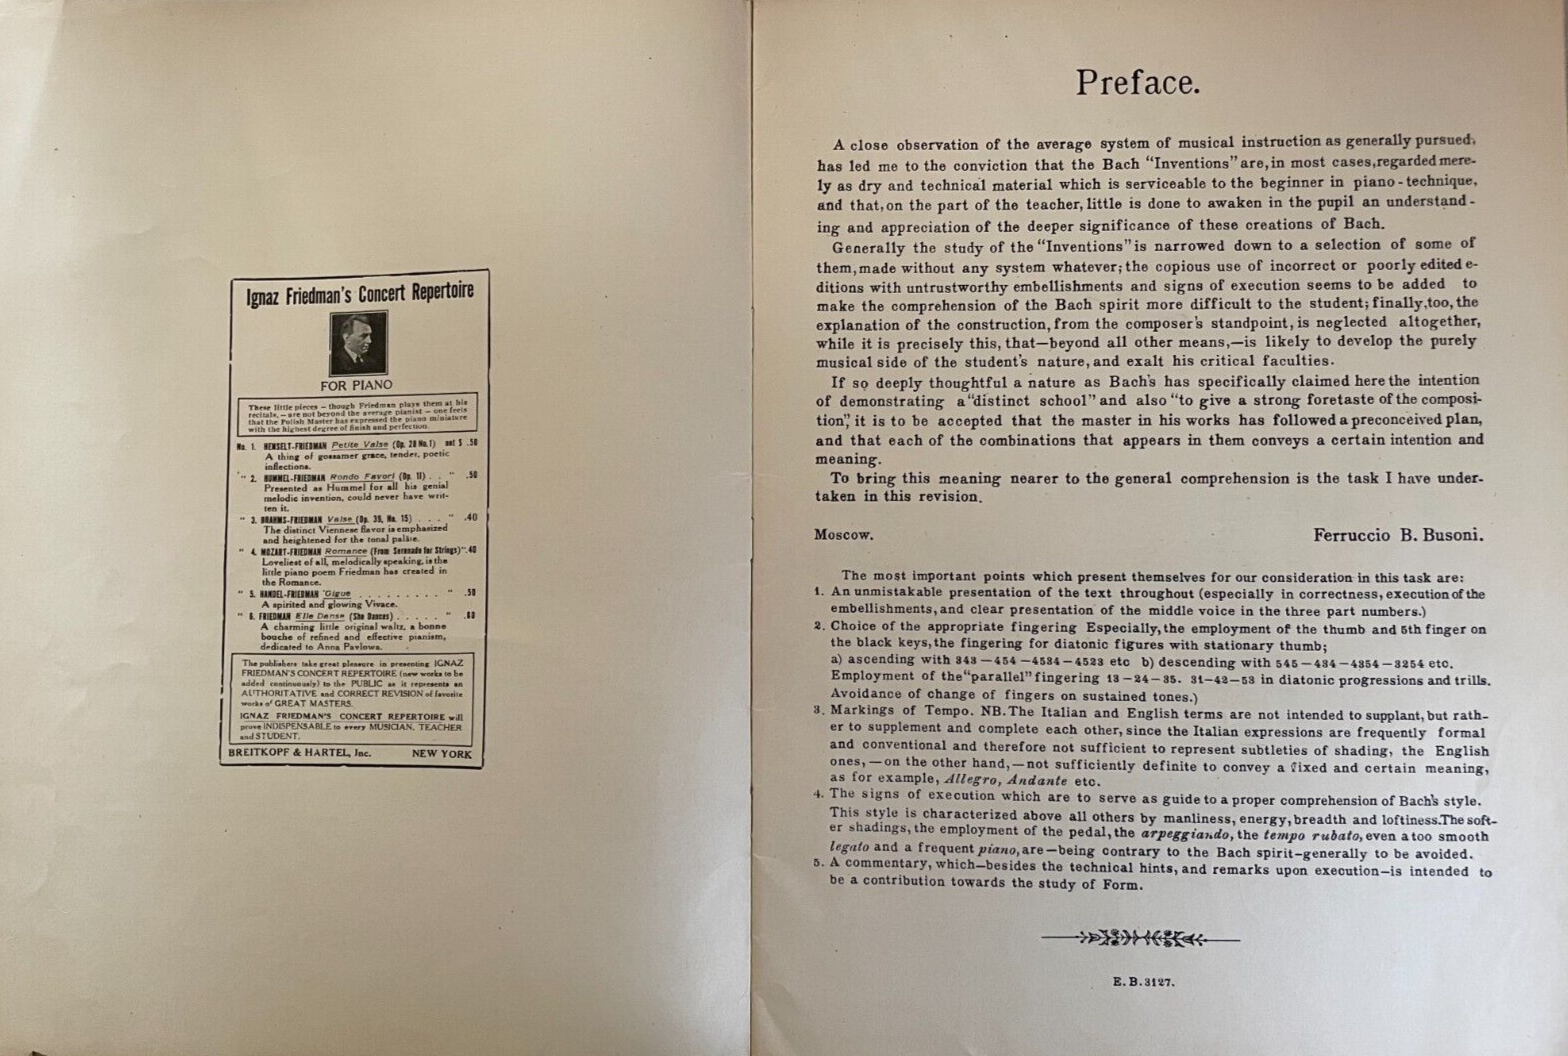 Ignaz Friedman's Concert Repertoire
FOR PIANO
These little pieces — though Friedman plays them at his
recitals, — are not beyond the average pianist — one feels
that the Polish Master has expressed the piano miniature
with the highest degree of finish and perfection.
No. 1. HENSELT-FRIEDMAN Petite Valse (Op. 28 No.1) net $ .50
A thing of gossamer grace, tender, poetic
inflections.
" 2. HUMMEL-FRIEDMAN Rondo Favori (Op. 11) . . " .50
Presented as Hummel for all his genial
melodic invention, could never have writ-
ten it.
" 3. BRAHMS-FRIEDMAN Valse (Op. 39, No. 15) . . . " .40
The distinct Viennese flavor is emphasized
and heightened for the tonal palate.
" 4. MOZART-FRIEDMAN Romance (From Serenade for Strings) " .40
Loveliest of all, melodically speaking, is the
little piano poem Friedman has created in
the Romance.
" 5. HANDEL-FRIEDMAN Gigue . . . . . . . . . " .50
A spirited and glowing Vivace.
" 6. FRIEDMAN Elle Danse (She Dances) . . . . . " .60
A charming little original waltz, a bonne
bouche of refined and effective pianism,
dedicated to Anna Pavlowa.
The publishers take great pleasure in presenting IGNAZ
FRIEDMAN'S CONCERT REPERTOIRE (new works to be
added continuously) to the PUBLIC as it represents an
AUTHORITATIVE and CORRECT REVISION of favorite
works of GREAT MASTERS.
IGNAZ FRIEDMAN'S CONCERT REPERTOIRE will
prove INDISPENSABLE to every MUSICIAN, TEACHER
and STUDENT.
BREITKOPF & HARTEL, Inc. NEW YORK
Preface.
A close observation of the average system of musical instruction as generally pursued,
has led me to the conviction that the Bach "Inventions" are, in most cases, regarded mere-
ly as dry and technical material which is serviceable to the beginner in piano-technique,
and that, on the part of the teacher, little is done to awaken in the pupil an understand-
ing and appreciation of the deeper significance of these creations of Bach.
Generally the study of the "Inventions" is narrowed down to a selection of some of
them, made without any system whatever; the copious use of incorrect or poorly edited e-
ditions with untrustworthy embellishments and signs of execution seems to be added to
make the comprehension of the Bach spirit more difficult to the student; finally, too, the
explanation of the construction, from the composer's standpoint, is neglected altogether,
while it is precisely this, that—beyond all other means,—is likely to develop the purely
musical side of the student's nature, and exalt his critical faculties.
If so deeply thoughtful a nature as Bach's has specifically claimed here the intention
of demonstrating a "distinct school" and also "to give a strong foretaste of the composi-
tion", it is to be accepted that the master in his works has followed a preconceived plan,
and that each of the combinations that appears in them conveys a certain intention and
meaning.
To bring this meaning nearer to the general comprehension is the task I have under-
taken in this revision.
Moscow. Ferruccio B. Busoni.
The most important points which present themselves for our consideration in this task are:
1. An unmistakable presentation of the text throughout (especially in correctness, execution of the
embellishments, and clear presentation of the middle voice in the three part numbers.)
2. Choice of the appropriate fingering Especially, the employment of the thumb and 5th finger on
the black keys, the fingering for diatonic figures with stationary thumb;
a) ascending with 343—454—4534—4523 etc b) descending with 545—434—4354—3254 etc.
Employment of the "parallel" fingering 13—24—35. 31—42—53 in diatonic progressions and trills.
Avoidance of change of fingers on sustained tones.)
3. Markings of Tempo. NB. The Italian and English terms are not intended to supplant, but rath-
er to supplement and complete each other, since the Italian expressions are frequently formal
and conventional and therefore not sufficient to represent subtleties of shading, the English
ones, —on the other hand,—not sufficiently definite to convey a fixed and certain meaning,
as for example, Allegro, Andante etc.
4. The signs of execution which are to serve as guide to a proper comprehension of Bach's style.
This style is characterized above all others by manliness, energy, breadth and loftiness. The soft-
er shadings, the employment of the pedal, the arpeggiando, the tempo rubato, even a too smooth
legato and a frequent piano, are—being contrary to the Bach spirit—generally to be avoided.
5. A commentary, which—besides the technical hints, and remarks upon execution—is intended to
be a contribution towards the study of Form.
E. B. 3127.